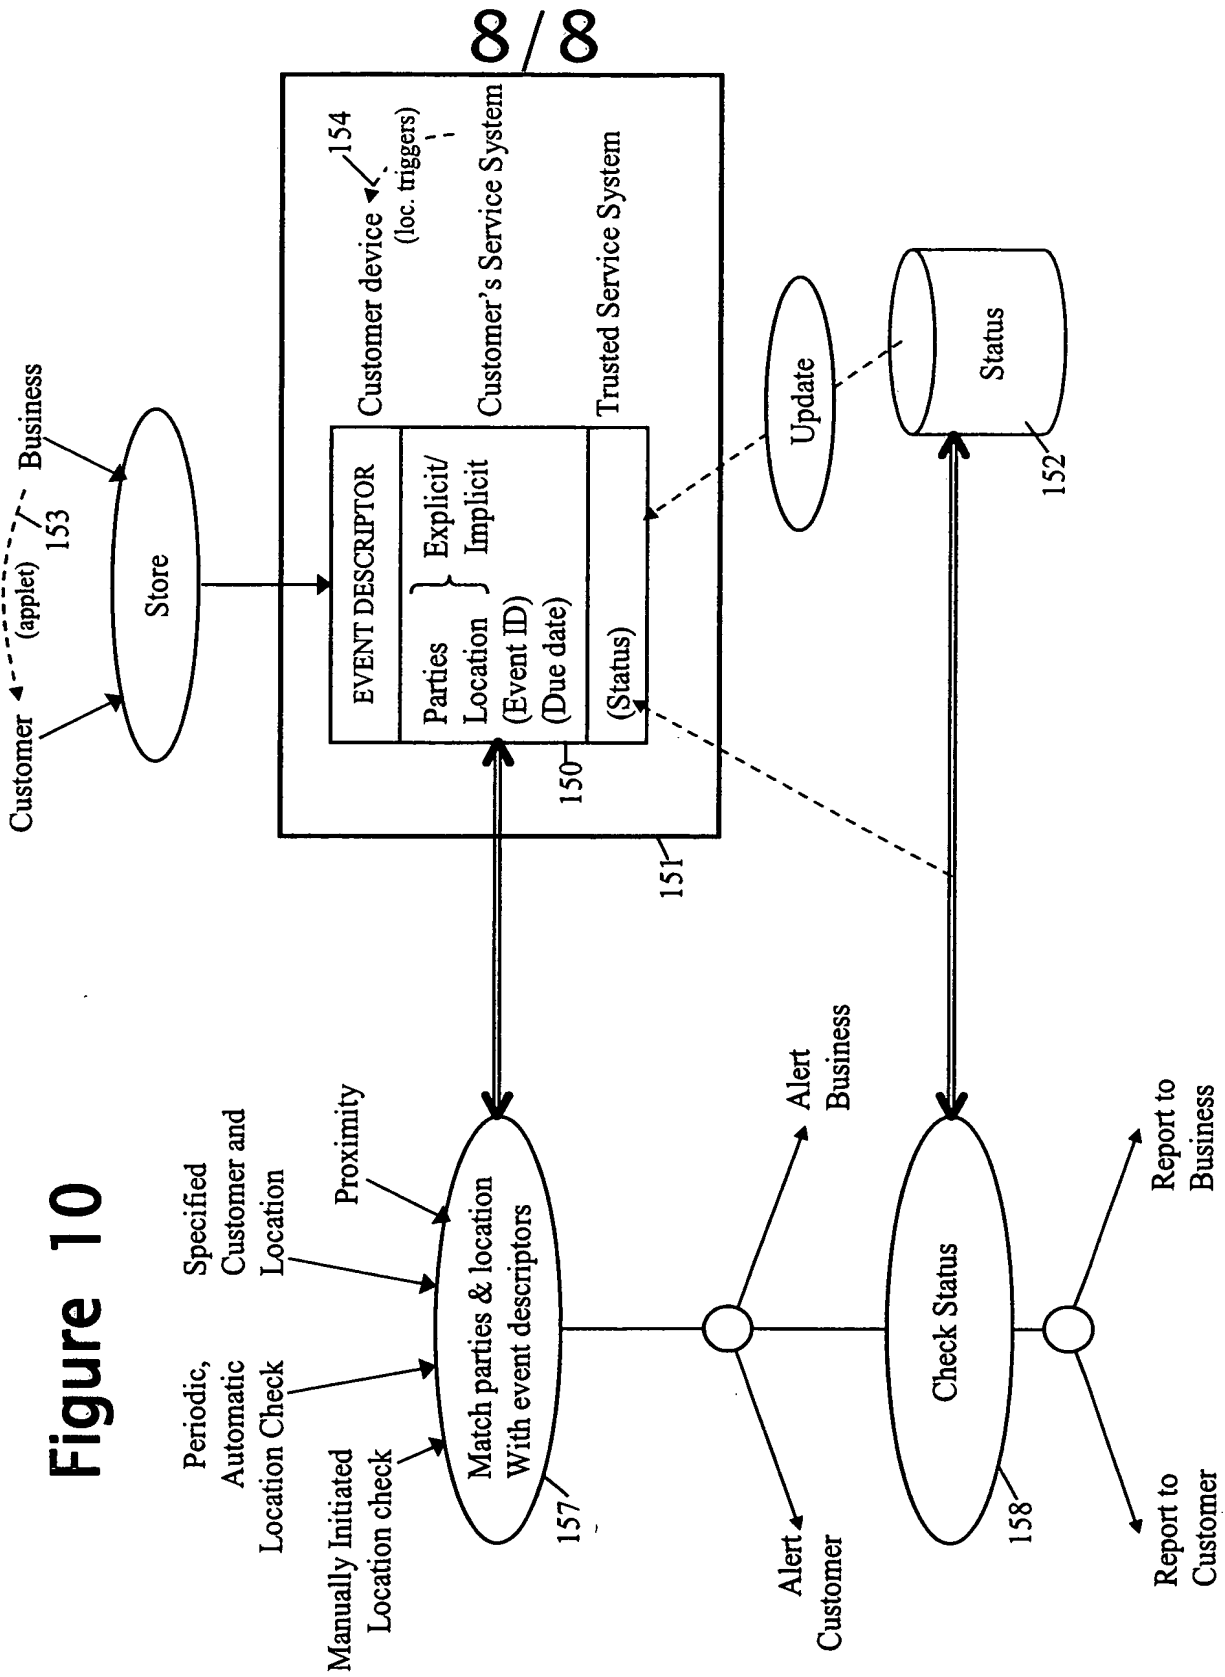 8/8
Figure 10
Customer
(applet)
153
Business
Store
Customer device
154
(loc. triggers)
Customer's Service System
Trusted Service System
EVENT DESCRIPTOR
Parties
Location
Explicit/
Implicit
(Event ID)
(Due date)
(Status)
150
151
Update
Status
152
Manually Initiated
Location check
Periodic,
Automatic
Location Check
Specified
Customer and
Location
Proximity
Match parties & location
With event descriptors
157
Alert
Customer
Alert
Business
Check Status
158
Report to
Customer
Report to
Business